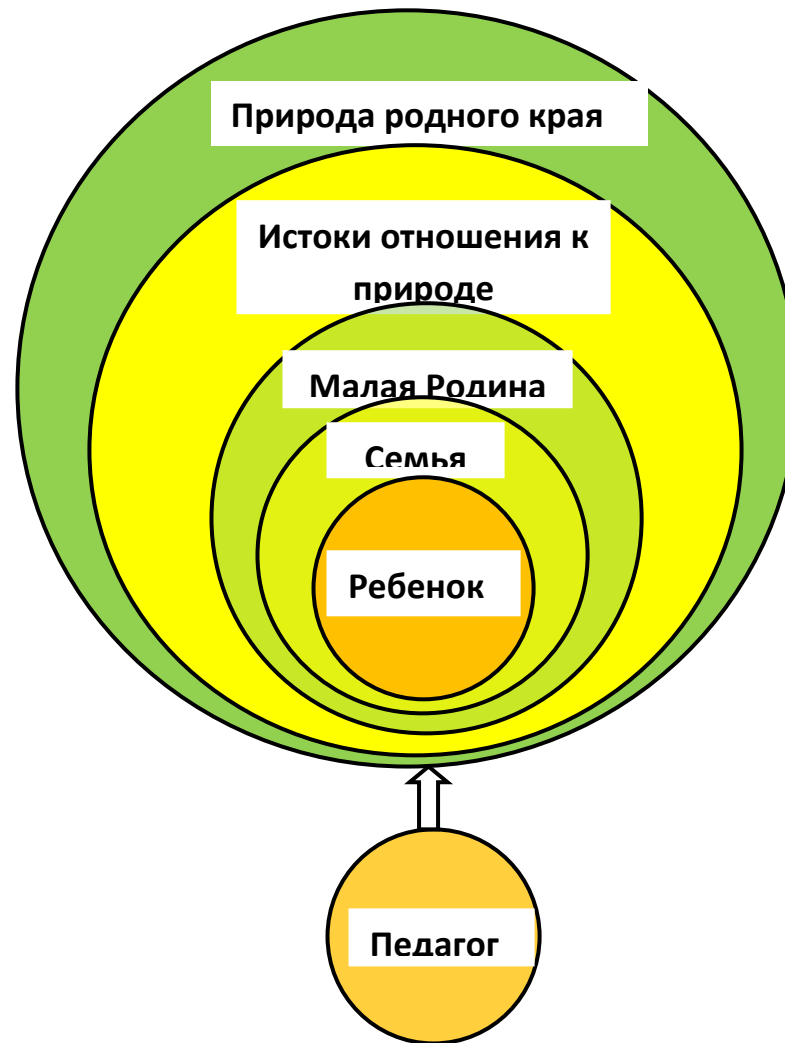 Природа родного края
Истоки отношения к
природе
Малая Родина
Семья
Ребенок
Педагог